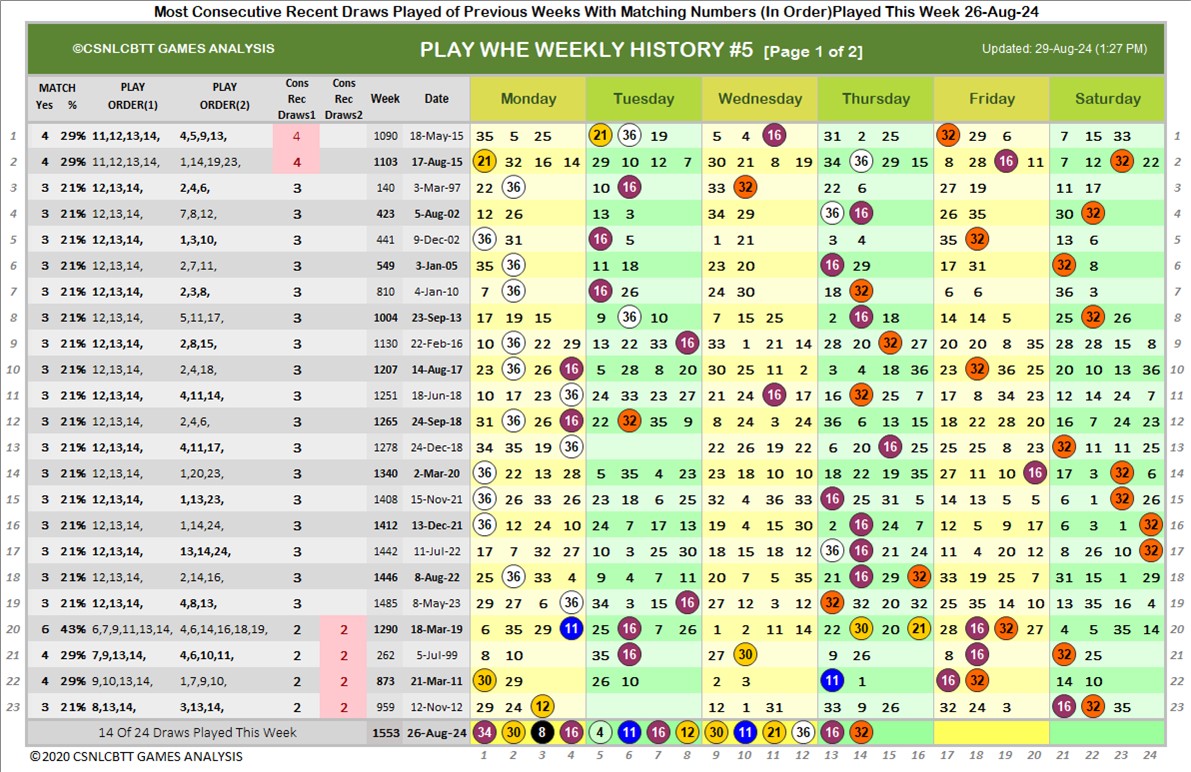 Most Consecutive Recent Draws Played of Previous Weeks With Matching Numbers (In Order)Played This Week 26-Aug-24
©CSNLCBTT GAMES ANALYSIS PLAY WHE WEEKLY HISTORY #5 [Page 1 of 2] Updated: 29-Aug-24 (1:27 PM)
MATCH Yes % PLAY ORDER(1) PLAY ORDER(2) Cons Rec Draws1 Cons Rec Draws2 Week Date Monday Tuesday Wednesday Thursday Friday Saturday
1 4 29% 11,12,13,14, 4,5,9,13, 4 1090 18-May-15 35 5 25 21 36 19 5 4 16 31 2 25 32 29 6 7 15 33 1
2 4 29% 11,12,13,14, 1,14,19,23, 4 1103 17-Aug-15 21 32 16 14 29 10 12 7 30 21 8 19 34 36 29 15 8 28 16 11 7 12 32 22 2
3 3 21% 12,13,14, 2,4,6, 3 140 3-Mar-97 22 36 10 16 33 32 22 6 27 19 11 17 3
4 3 21% 12,13,14, 7,8,12, 3 423 5-Aug-02 12 26 13 3 34 29 36 16 26 35 30 32 4
5 3 21% 12,13,14, 1,3,10, 3 441 9-Dec-02 36 31 16 5 1 21 3 4 35 32 13 6 5
6 3 21% 12,13,14, 2,7,11, 3 549 3-Jan-05 35 36 11 18 23 20 16 29 17 31 32 8 6
7 3 21% 12,13,14, 2,3,8, 3 810 4-Jan-10 7 36 16 26 24 30 18 32 6 6 36 3 7
8 3 21% 12,13,14, 5,11,17, 3 1004 23-Sep-13 17 19 15 9 36 10 7 15 25 2 16 18 14 14 5 25 32 26 8
9 3 21% 12,13,14, 2,8,15, 3 1130 22-Feb-16 10 36 22 29 13 22 33 16 33 1 21 14 28 20 32 27 20 20 8 35 28 28 15 8 9
10 3 21% 12,13,14, 2,4,18, 3 1207 14-Aug-17 23 36 26 16 5 28 8 20 30 25 11 2 3 4 18 36 23 32 36 25 20 10 13 36 10
11 3 21% 12,13,14, 4,11,14, 3 1251 18-Jun-18 10 17 23 36 24 33 23 27 21 24 16 17 16 32 25 7 17 8 34 23 12 14 24 7 11
12 3 21% 12,13,14, 2,4,6, 3 1265 24-Sep-18 31 36 26 16 22 32 35 9 8 24 3 24 36 6 13 15 18 22 28 20 16 7 24 23 12
13 3 21% 12,13,14, 4,11,17, 3 1278 24-Dec-18 34 35 19 36 22 26 19 22 6 20 16 25 25 25 8 23 32 11 11 25 13
14 3 21% 12,13,14, 1,20,23, 3 1340 2-Mar-20 36 22 13 28 5 35 4 23 23 18 10 10 18 22 19 35 27 11 10 16 17 3 32 6 14
15 3 21% 12,13,14, 1,13,23, 3 1408 15-Nov-21 36 26 33 26 23 18 6 25 32 4 36 33 16 25 31 5 14 13 5 5 6 1 32 26 15
16 3 21% 12,13,14, 1,14,24, 3 1412 13-Dec-21 36 12 24 10 24 7 17 13 19 4 15 30 2 16 24 7 12 5 9 17 6 3 1 32 16
17 3 21% 12,13,14, 13,14,24, 3 1442 11-Jul-22 17 7 32 27 10 3 25 30 18 15 18 12 36 16 21 24 11 4 20 12 8 26 10 32 17
18 3 21% 12,13,14, 2,14,16, 3 1446 8-Aug-22 25 36 33 4 9 4 7 11 20 7 5 35 21 16 29 32 33 19 25 7 31 15 1 29 18
19 3 21% 12,13,14, 4,8,13, 3 1485 8-May-23 29 27 6 36 34 3 15 16 27 12 3 12 32 32 20 32 25 35 14 10 13 35 16 4 19
20 6 43% 6,7,9,11,13,14, 4,6,14,16,18,19, 2 1290 18-Mar-19 6 35 29 11 25 16 7 26 1 2 11 14 22 30 20 21 28 16 32 27 4 5 35 14 20
21 4 29% 7,9,13,14, 4,6,10,11, 2 2 262 5-Jul-99 8 10 35 16 27 30 9 26 8 16 32 25 21
22 4 29% 9,10,13,14, 1,7,9,10, 2 2 873 21-Mar-11 30 29 26 10 2 3 11 1 16 32 14 10 22
23 3 21% 8,13,14, 3,13,14, 2 2 959 12-Nov-12 29 24 12 12 1 31 33 9 26 32 24 3 16 32 35 23
14 Of 24 Draws Played This Week 1553 26-Aug-24 34 30 8 16 4 11 16 12 30 11 21 36 16 32
©2020 CSNLCBTT GAMES ANALYSIS 1 2 3 4 5 6 7 8 9 10 11 12 13 14 15 16 17 18 19 20 21 22 23 24